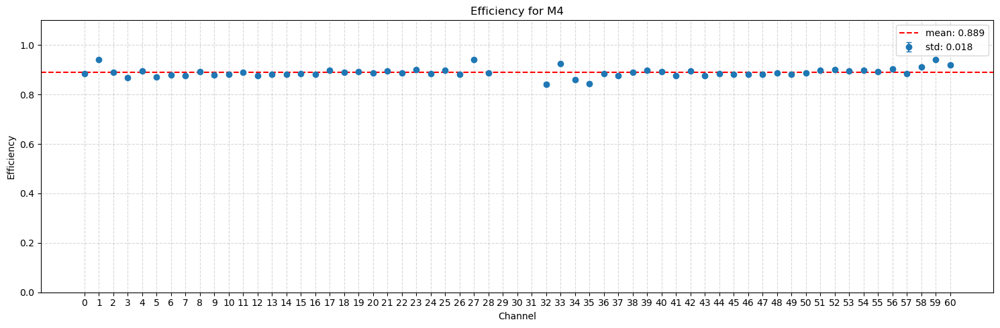 Efficiency for M4
mean: 0.889
std: 0.018
Efficiency
1.0
0.8
0.6
0.4
0.2
0.0
0 1 2 3 4 5 6 7 8 9 10 11 12 13 14 15 16 17 18 19 20 21 22 23 24 25 26 27 28 29 30 31 32 33 34 35 36 37 38 39 40 41 42 43 44 45 46 47 48 49 50 51 52 53 54 55 56 57 58 59 60
Channel